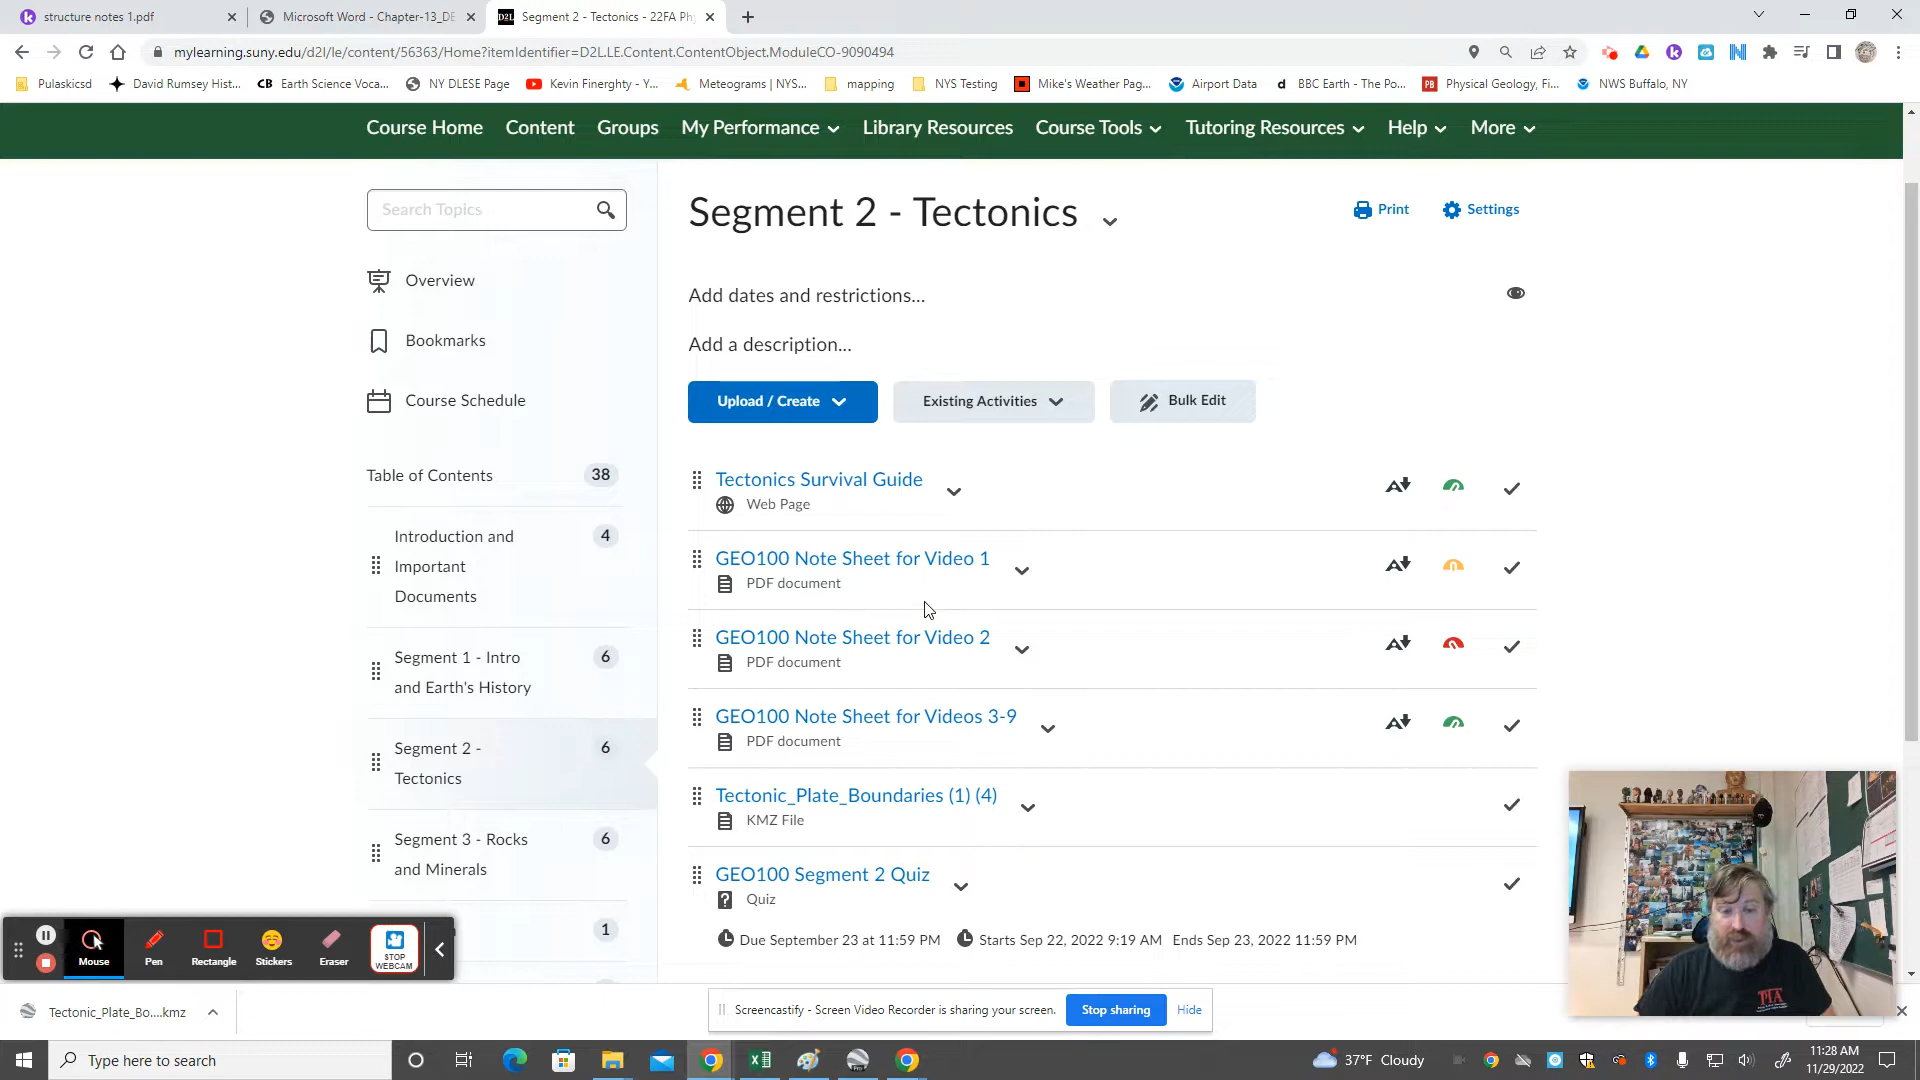 structure notes 1.pdf
Microsoft Word - Chapter-13_DE
Segment 2 - Tectonics - 22FA Phy
mylearning.suny.edu/d2l/le/content/56363/Home?itemIdentifier=D2L.LE.Content.ContentObject.ModuleCO-9090494
Pulaskicsd
David Rumsey Hist...
Earth Science Voca...
NY DLESE Page
Kevin Finerghty - Y...
Meteograms | NYS...
mapping
NYS Testing
Mike's Weather Pag...
Airport Data
BBC Earth - The Po...
Physical Geology, Fi...
NWS Buffalo, NY
Course Home
Content
Groups
My Performance
Library Resources
Course Tools
Tutoring Resources
Help
More
Search Topics
Overview
Bookmarks
Course Schedule
Table of Contents 38
Introduction and 4
Important
Documents
Segment 1 - Intro 6
and Earth's History
Segment 2 - 6
Tectonics
Segment 3 - Rocks 6
and Minerals
1
Segment 2 - Tectonics
Print
Settings
Add dates and restrictions...
Add a description...
Upload / Create
Existing Activities
Bulk Edit
Tectonics Survival Guide
Web Page
GEO100 Note Sheet for Video 1
PDF document
GEO100 Note Sheet for Video 2
PDF document
GEO100 Note Sheet for Videos 3-9
PDF document
Tectonic_Plate_Boundaries (1) (4)
KMZ File
GEO100 Segment 2 Quiz
Quiz
Due September 23 at 11:59 PM
Starts Sep 22, 2022 9:19 AM Ends Sep 23, 2022 11:59 PM
Mouse
Pen
Rectangle
Stickers
Eraser
STOP
WEBCAM
Tectonic_Plate_Bo....kmz
Screencastify - Screen Video Recorder is sharing your screen.
Stop sharing
Hide
Type here to search
37°F Cloudy
11:28 AM
11/29/2022